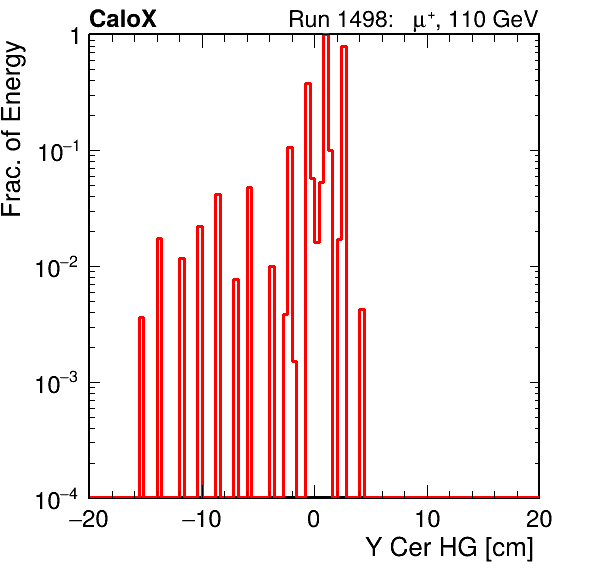 CaloX Run 1498: μ⁺, 110 GeV
Frac. of Energy
1
10⁻¹
10⁻²
10⁻³
10⁻⁴
−20 −10 0 10 20
Y Cer HG [cm]